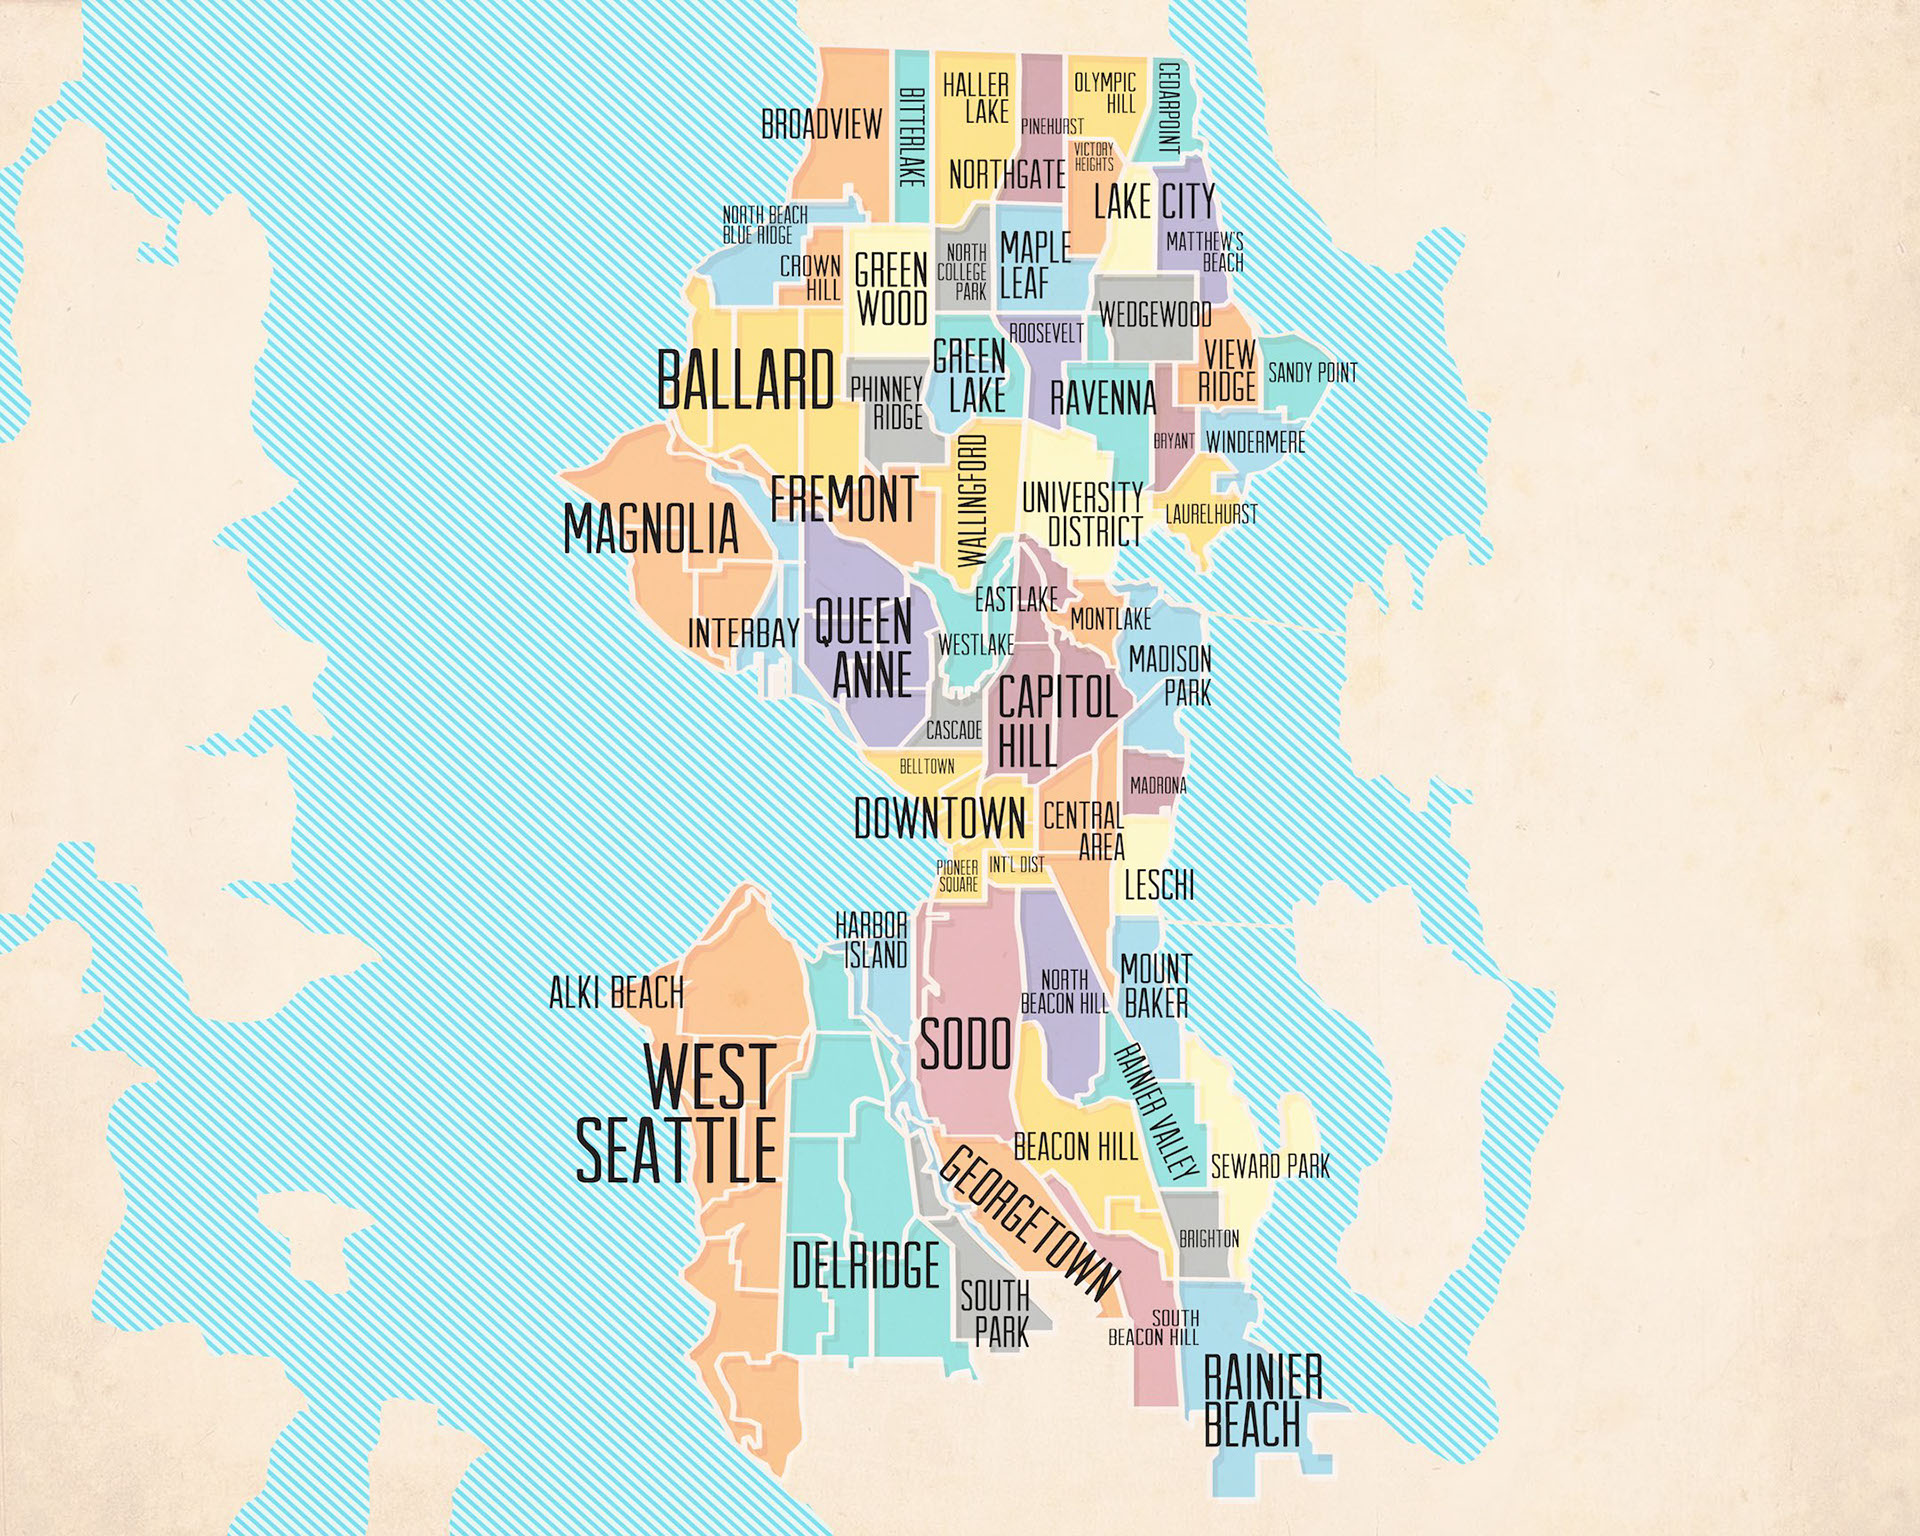 BROADVIEW
BITTERLAKE
HALLER
LAKE
PINEHURST
OLYMPIC
HILL
CEDARPOINT
NORTHGATE
VICTORY
HEIGHTS
LAKE CITY
NORTH BEACH
BLUE RIDGE
CROWN
HILL
GREEN
WOOD
NORTH
COLLEGE
PARK
MAPLE
LEAF
MATTHEW'S
BEACH
WEDGEWOOD
ROOSEVELT
BALLARD
PHINNEY
RIDGE
GREEN
LAKE
RAVENNA
VIEW
RIDGE
SANDY POINT
BRYANT
WINDERMERE
MAGNOLIA
FREMONT
WALLINGFORD
UNIVERSITY
DISTRICT
LAURELHURST
INTERBAY
QUEEN
ANNE
EASTLAKE
WESTLAKE
MONTLAKE
MADISON
PARK
CASCADE
CAPITOL
HILL
BELLTOWN
MADRONA
DOWNTOWN
CENTRAL
AREA
PIONEER
SQUARE
INT'L DIST
LESCHI
HARBOR
ISLAND
ALKI BEACH
NORTH
BEACON HILL
MOUNT
BAKER
SODO
WEST
SEATTLE
RAINIER VALLEY
BEACON HILL
SEWARD PARK
GEORGETOWN
BRIGHTON
DELRIDGE
SOUTH
PARK
SOUTH
BEACON HILL
RAINIER
BEACH